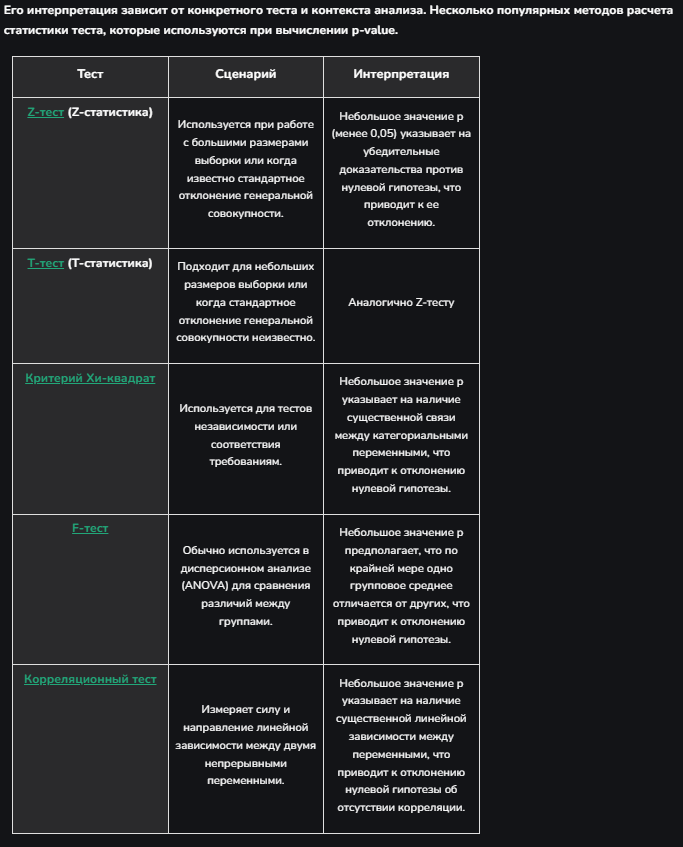 Его интерпретация зависит от конкретного теста и контекста анализа. Несколько популярных методов расчета
статистики теста, которые используются при вычислении p-value.
Тест
Сценарий
Интерпретация
Z-тест (Z-статистика)
Используется при работе
с большими размерами
выборки или когда
известно стандартное
отклонение генеральной
совокупности.
Небольшое значение p
(менее 0,05) указывает на
убедительные
доказательства против
нулевой гипотезы, что
приводит к ее
отклонению.
Т-тест (Т-статистика)
Подходит для небольших
размеров выборки или
когда стандартное
отклонение генеральной
совокупности неизвестно.
Аналогично Z-тесту
Критерий Хи-квадрат
Используется для тестов
независимости или
соответствия
требованиям.
Небольшое значение p
указывает на наличие
существенной связи
между категориальными
переменными, что
приводит к отклонению
нулевой гипотезы.
F-тест
Обычно используется в
дисперсионном анализе
(ANOVA) для сравнения
различий между
группами.
Небольшое значение p
предполагает, что по
крайней мере одно
групповое среднее
отличается от других, что
приводит к отклонению
нулевой гипотезы.
Корреляционный тест
Измеряет силу и
направление линейной
зависимости между двумя
непрерывными
переменными.
Небольшое значение p
указывает на наличие
существенной линейной
зависимости между
переменными, что
приводит к отклонению
нулевой гипотезы об
отсутствии корреляции.